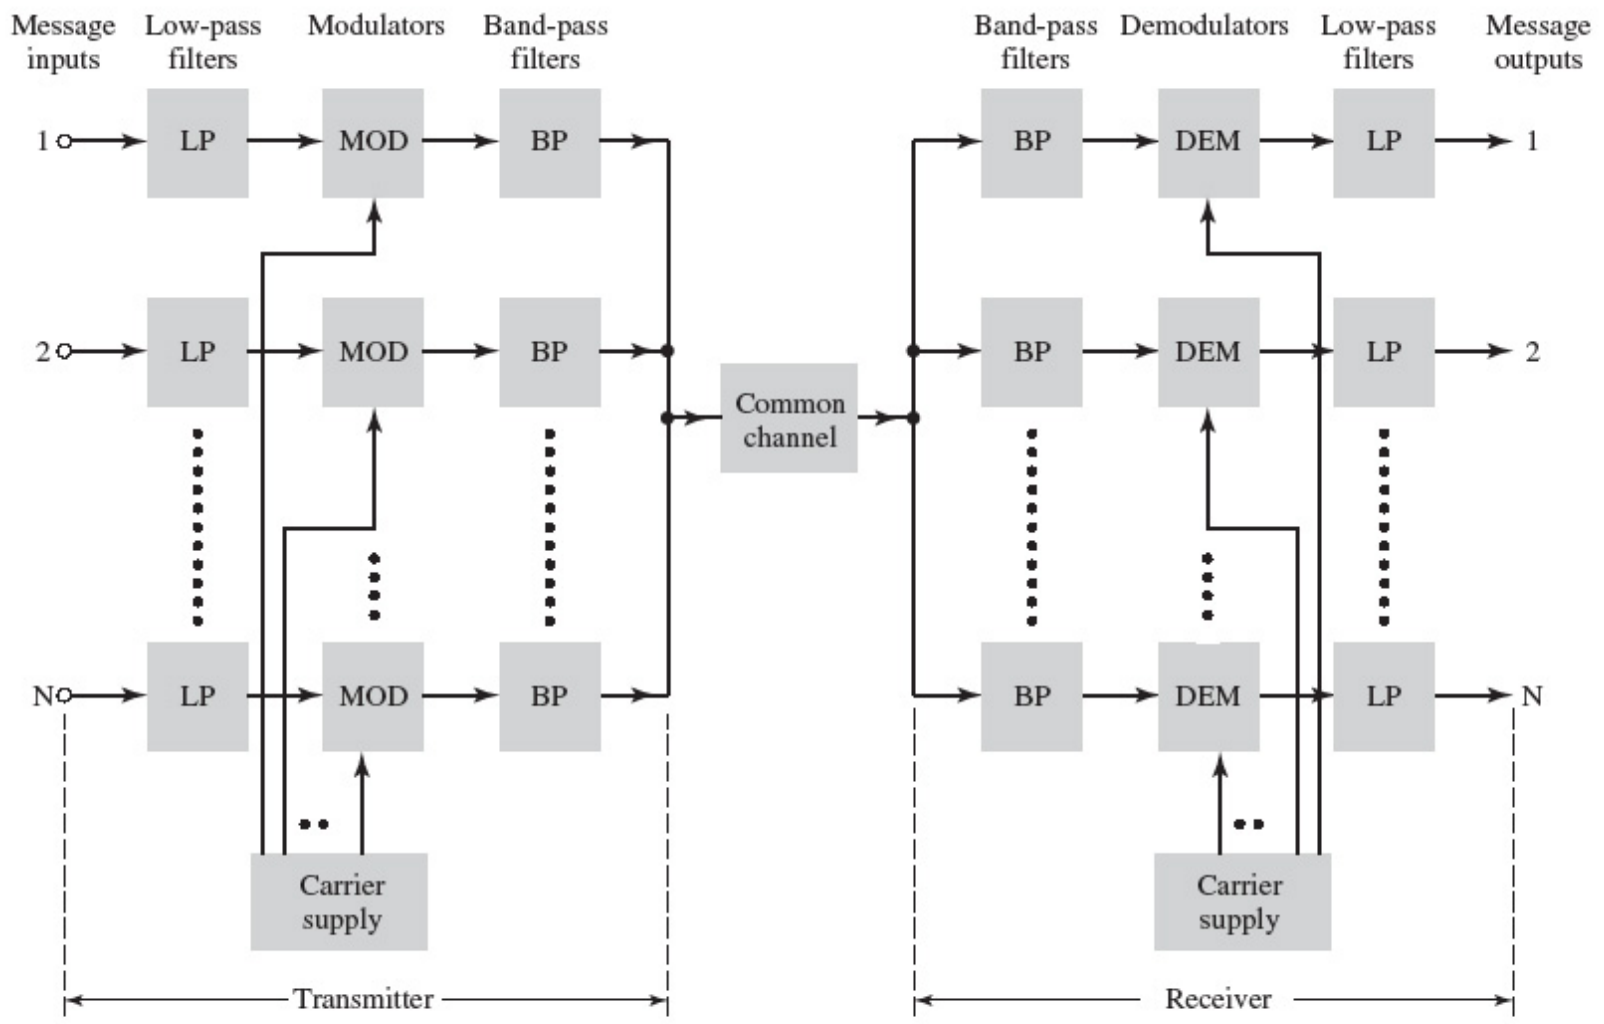 Message
inputs
Low-pass
filters
Modulators
Band-pass
filters
Band-pass
filters
Demodulators
Low-pass
filters
Message
outputs
1
LP
MOD
BP
BP
DEM
LP
1
2
LP
MOD
BP
Common
channel
BP
DEM
LP
2
N
LP
MOD
BP
BP
DEM
LP
N
Carrier
supply
Carrier
supply
Transmitter
Receiver